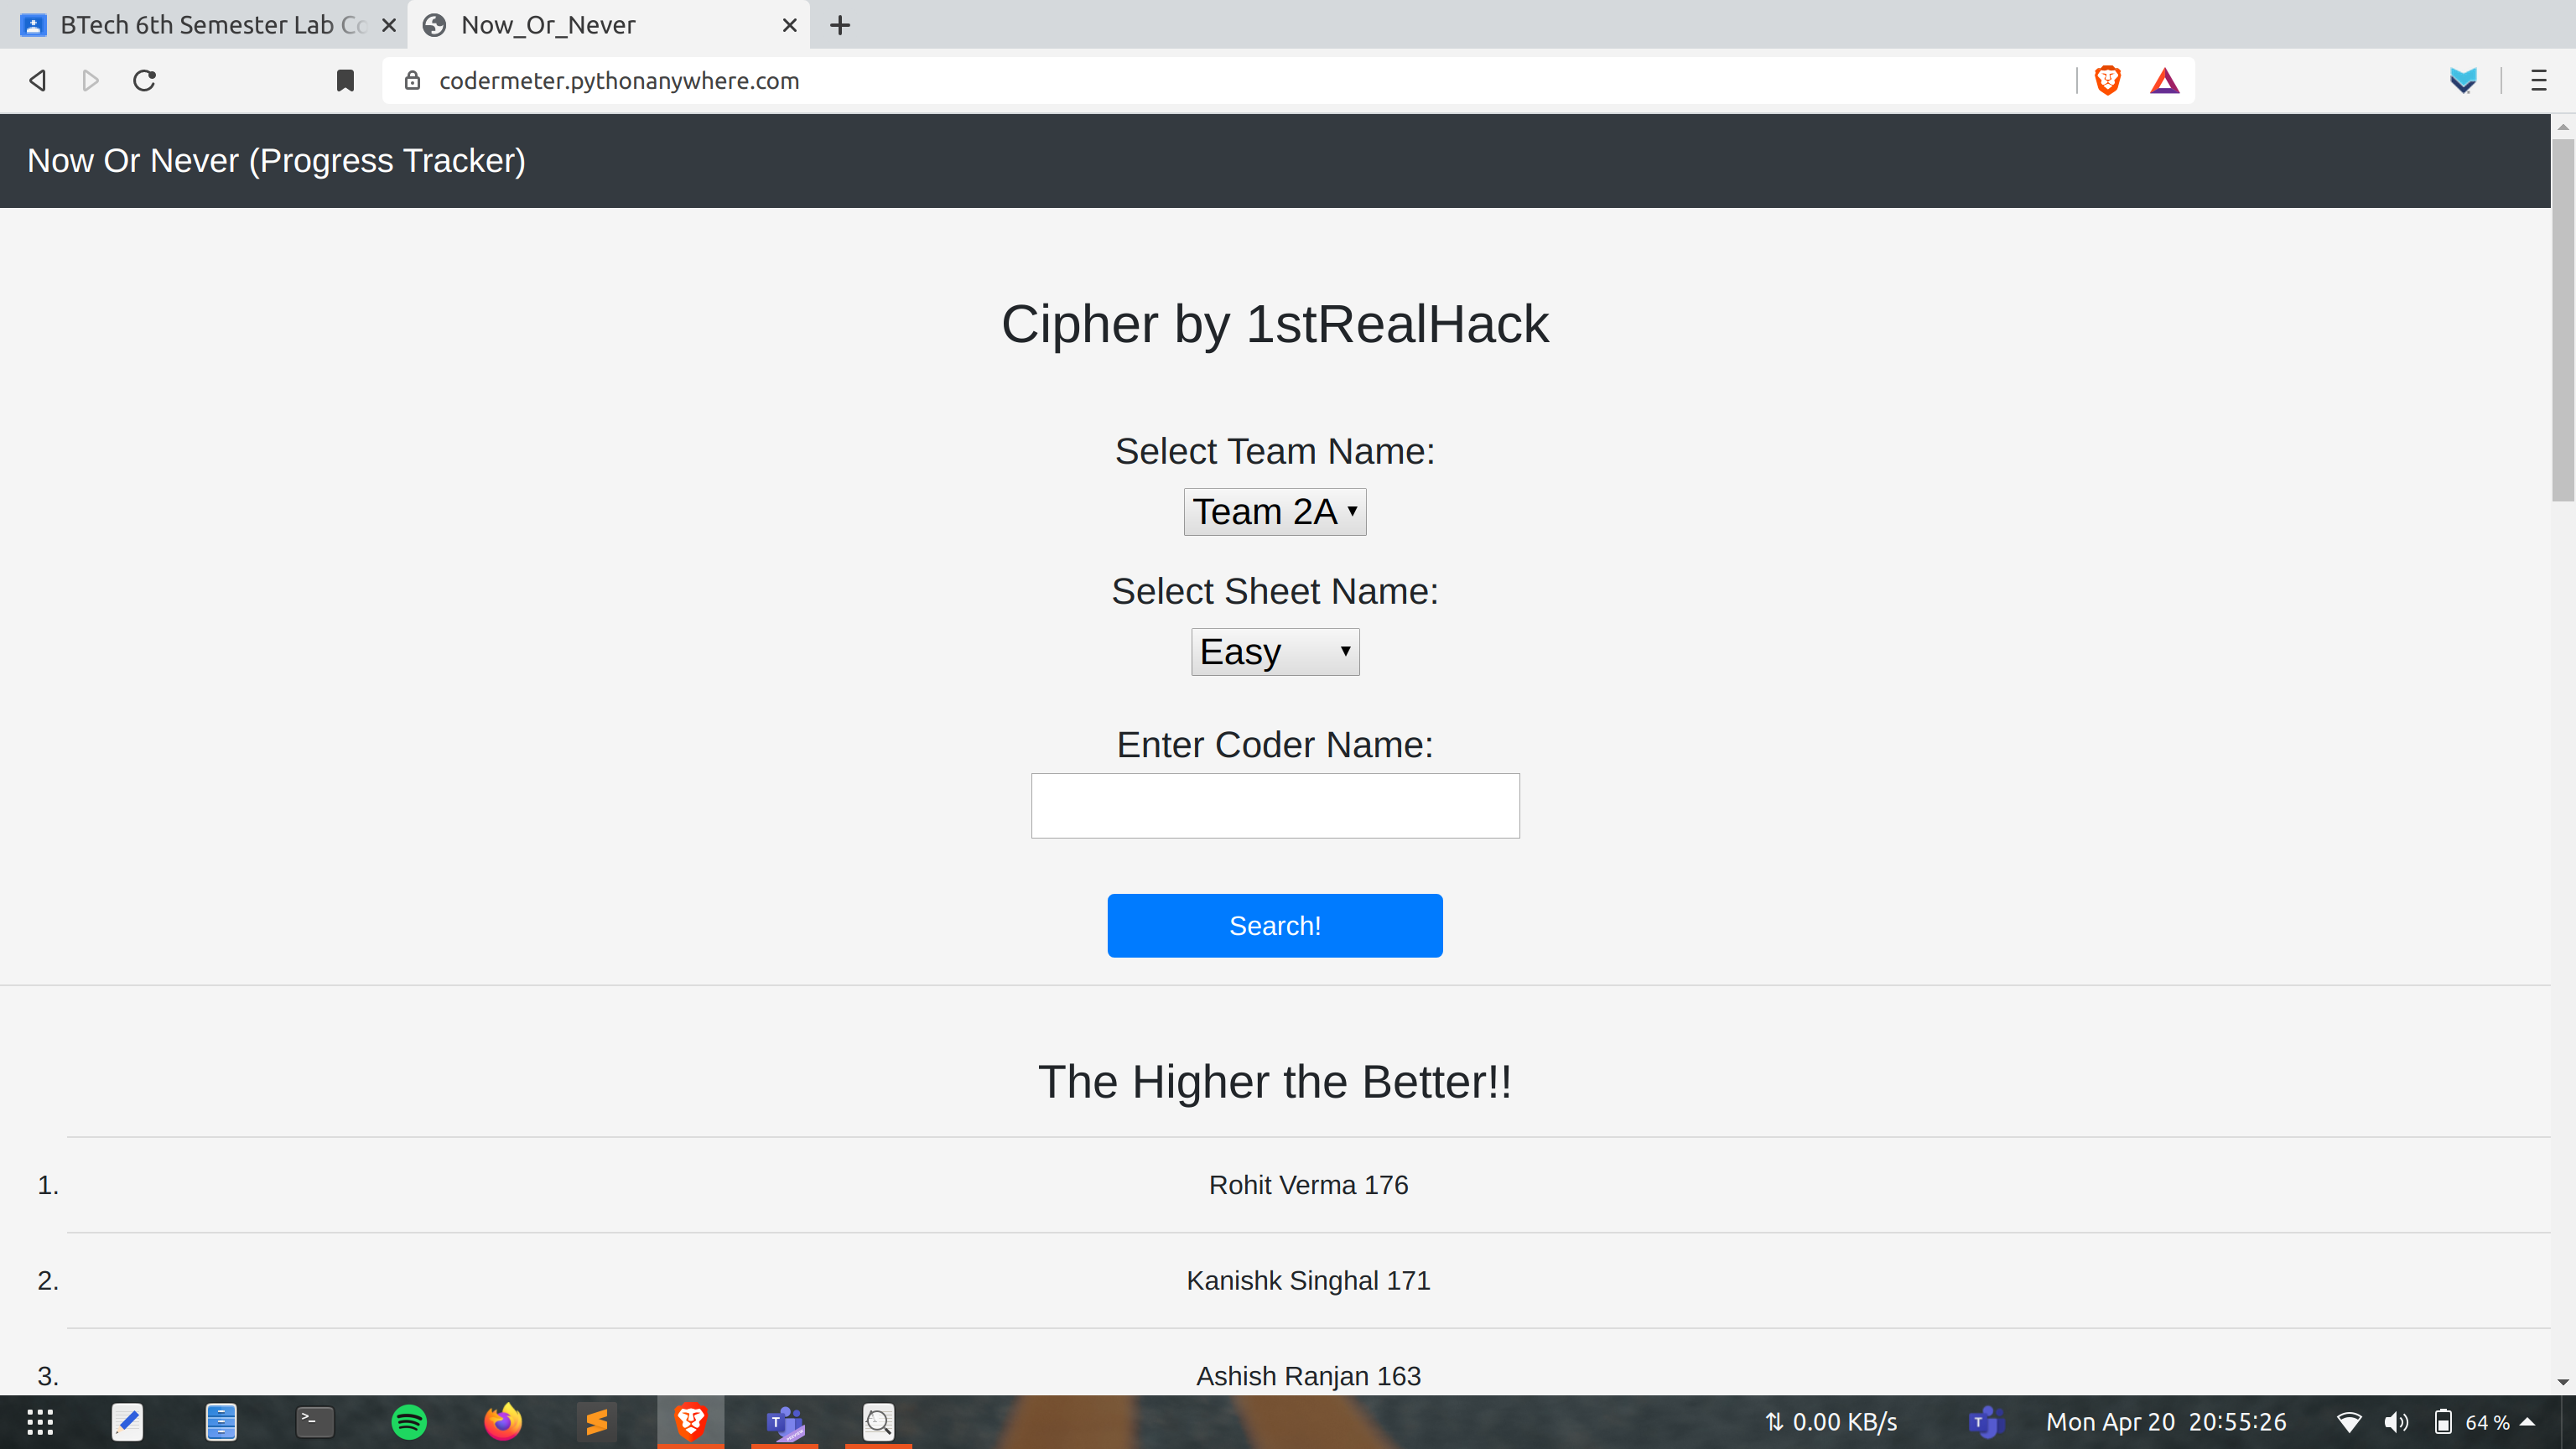 BTech 6th Semester Lab Co
Now_Or_Never
codermeter.pythonanywhere.com
Now Or Never (Progress Tracker)
Cipher by 1stRealHack
Select Team Name:
Team 2A
Select Sheet Name:
Easy
Enter Coder Name:
Search!
The Higher the Better!!
1. Rohit Verma 176
2. Kanishk Singhal 171
3. Ashish Ranjan 163
0.00 KB/s
Mon Apr 20 20:55:26
64 %